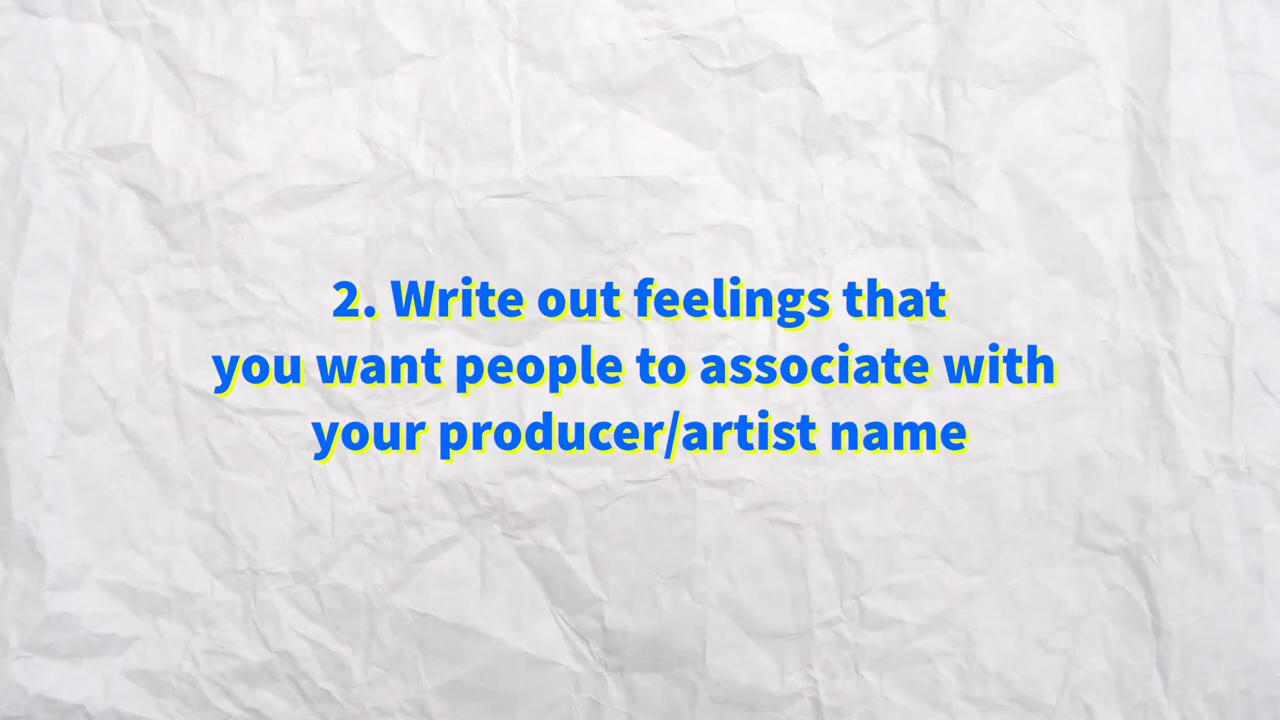 2. Write out feelings that
you want people to associate with
your producer/artist name